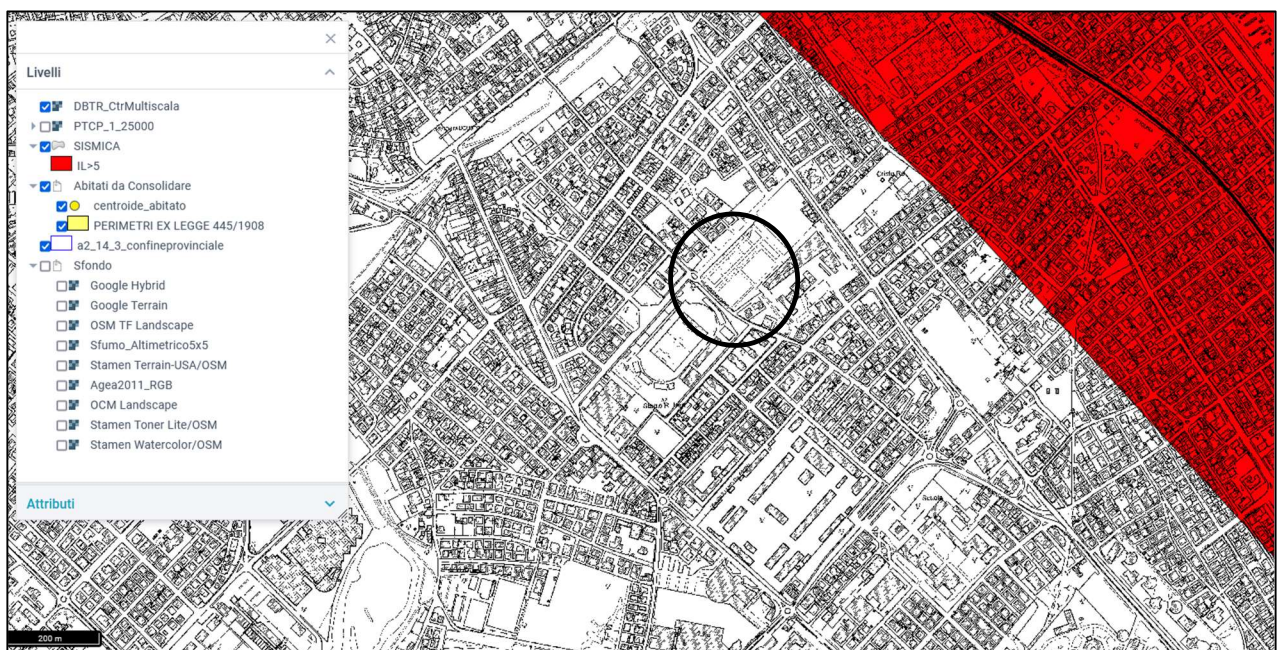 Livelli
DBTR_CtrMultiscala
PTCP_1_25000
SISMICA
IL>5
Abitati da Consolidare
centroide_abitato
PERIMETRI EX LEGGE 445/1908
a2_14_3_confineprovinciale
Sfondo
Google Hybrid
Google Terrain
OSM TF Landscape
Sfumo_Altimetrico5x5
Stamen Terrain-USA/OSM
Agea2011_RGB
OCM Landscape
Stamen Toner Lite/OSM
Stamen Watercolor/OSM
Attributi
200 m
Scuola